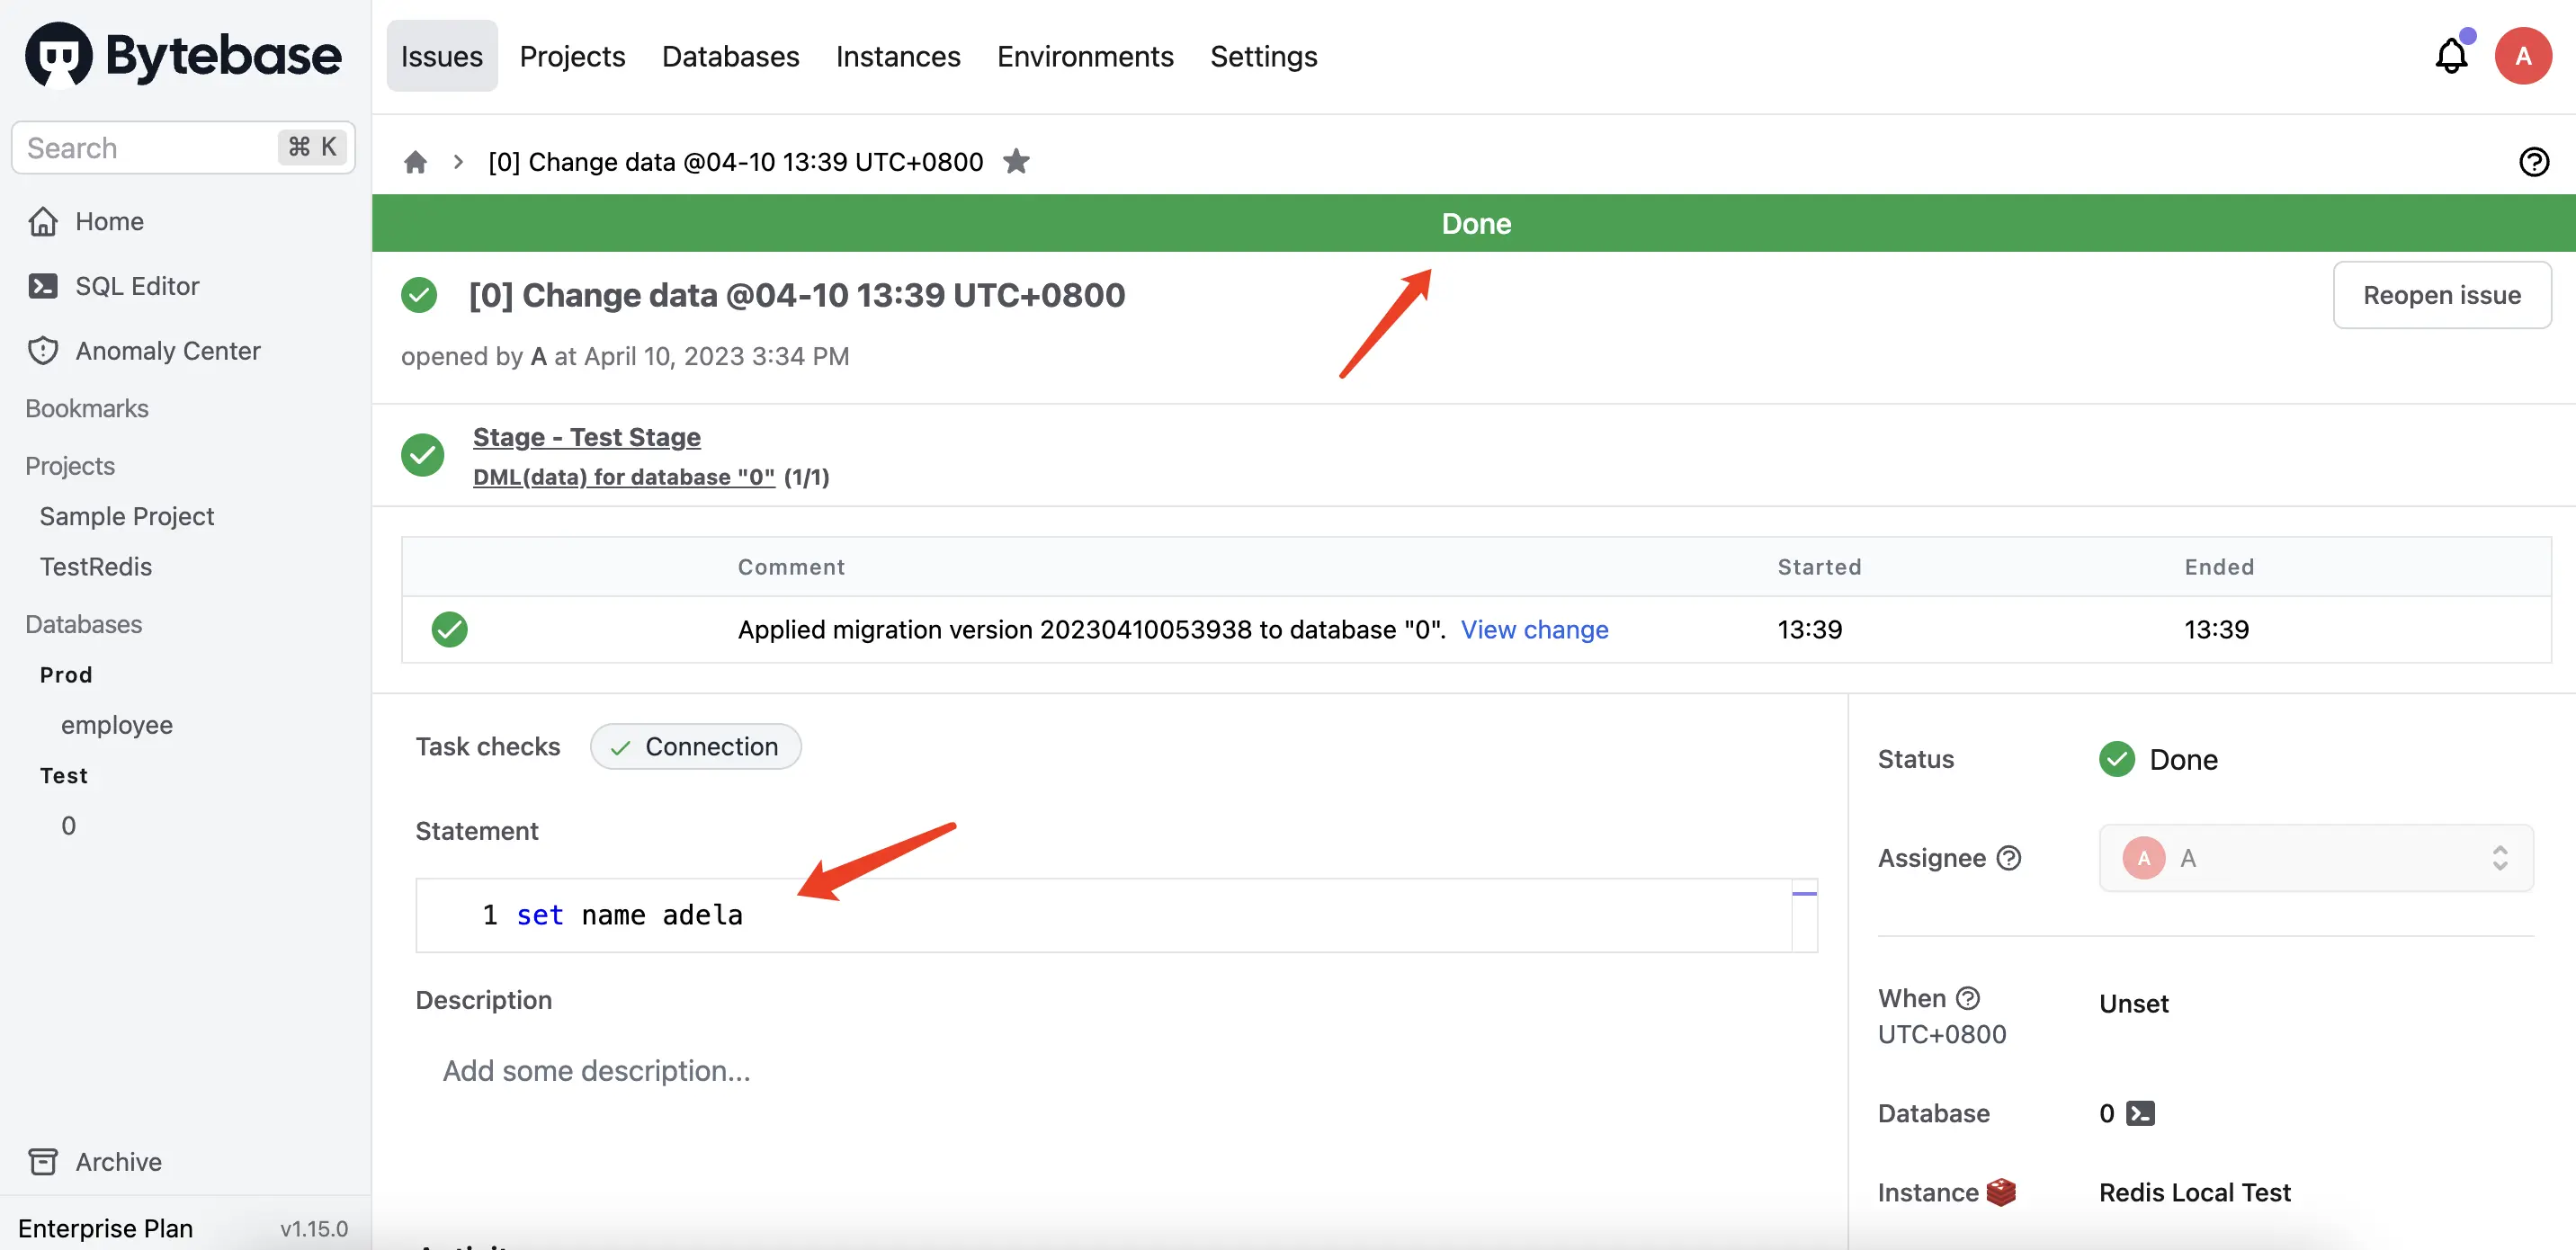 Bytebase
Issues Projects Databases Instances Environments Settings
A
Search ⌘ K
[0] Change data @04-10 13:39 UTC+0800
Done
Home
SQL Editor
Anomaly Center
Bookmarks
Projects
Sample Project
TestRedis
Databases
Prod
employee
Test
0
Archive
Enterprise Plan v1.15.0
[0] Change data @04-10 13:39 UTC+0800
Reopen issue
opened by A at April 10, 2023 3:34 PM
Stage - Test Stage
DML(data) for database "0" (1/1)
Comment Started Ended
Applied migration version 20230410053938 to database "0". View change 13:39 13:39
Task checks Connection
Statement
1 set name adela
Description
Add some description...
Status Done
Assignee A A
When Unset
UTC+0800
Database 0
Instance Redis Local Test